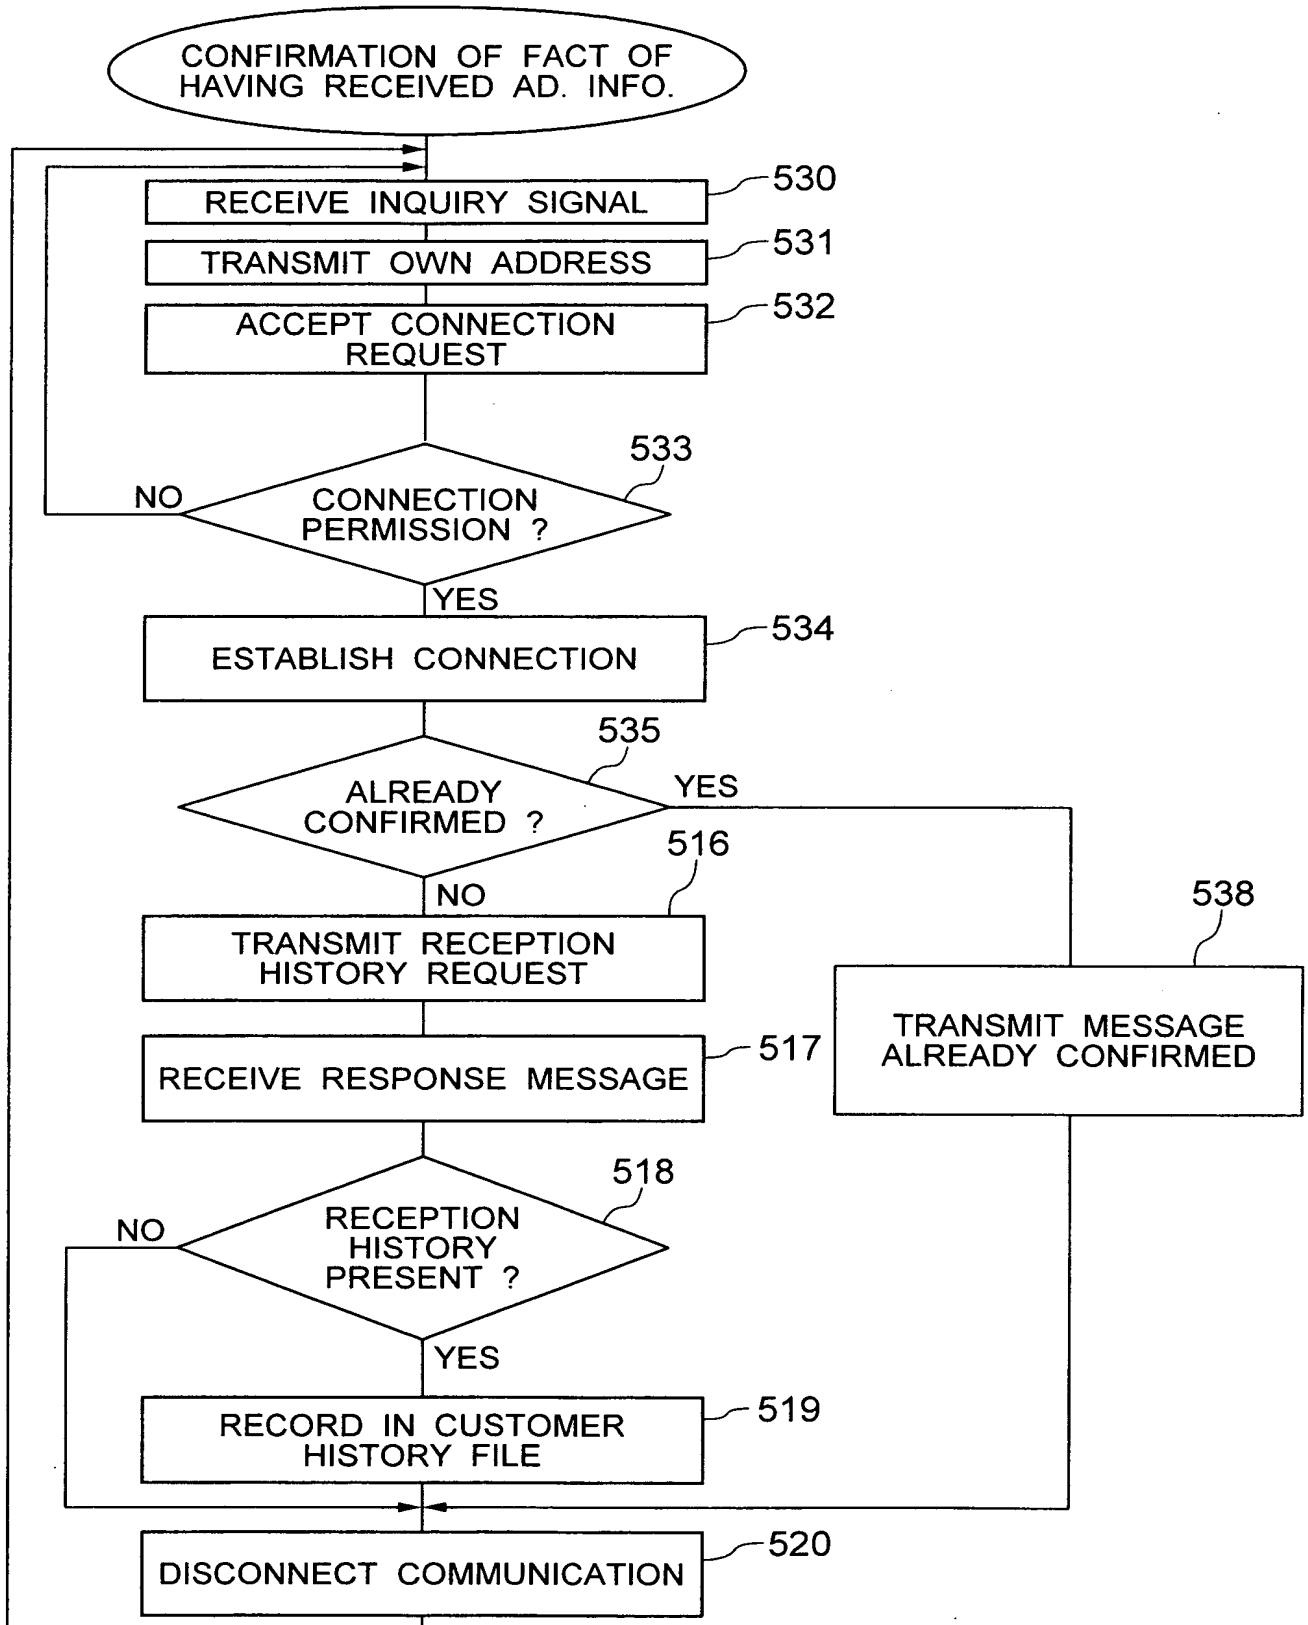 CONFIRMATION OF FACT OF
HAVING RECEIVED AD. INFO.
530
RECEIVE INQUIRY SIGNAL
531
TRANSMIT OWN ADDRESS
532
ACCEPT CONNECTION
REQUEST
533
NO
CONNECTION
PERMISSION ?
YES
534
ESTABLISH CONNECTION
535
YES
ALREADY
CONFIRMED ?
516
NO
538
TRANSMIT RECEPTION
HISTORY REQUEST
TRANSMIT MESSAGE
ALREADY CONFIRMED
517
RECEIVE RESPONSE MESSAGE
518
NO
RECEPTION
HISTORY
PRESENT ?
YES
519
RECORD IN CUSTOMER
HISTORY FILE
520
DISCONNECT COMMUNICATION